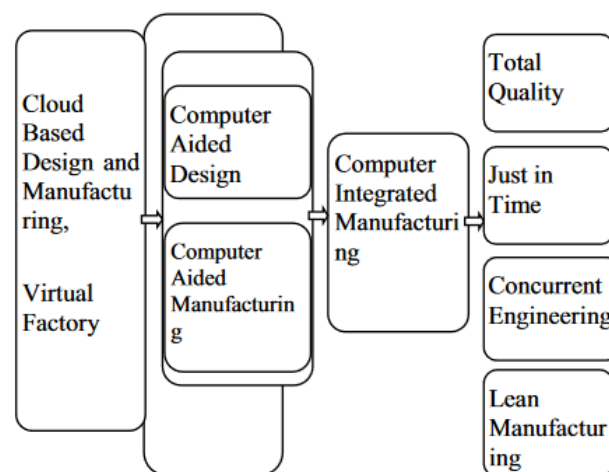 Cloud
Based
Design and
Manufactu
ring,
Virtual
Factory
Computer
Aided
Design
Computer
Aided
Manufacturin
g
Computer
Integrated
Manufacturi
ng
Total
Quality
Just in
Time
Concurrent
Engineering
Lean
Manufactur
ing